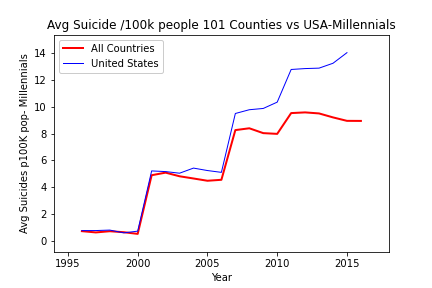 Avg Suicide /100k people 101 Counties vs USA-Millennials
All Countries
United States
Avg Suicides p100K pop- Millennials
14
12
10
8
6
4
2
0
1995
2000
2005
2010
2015
Year